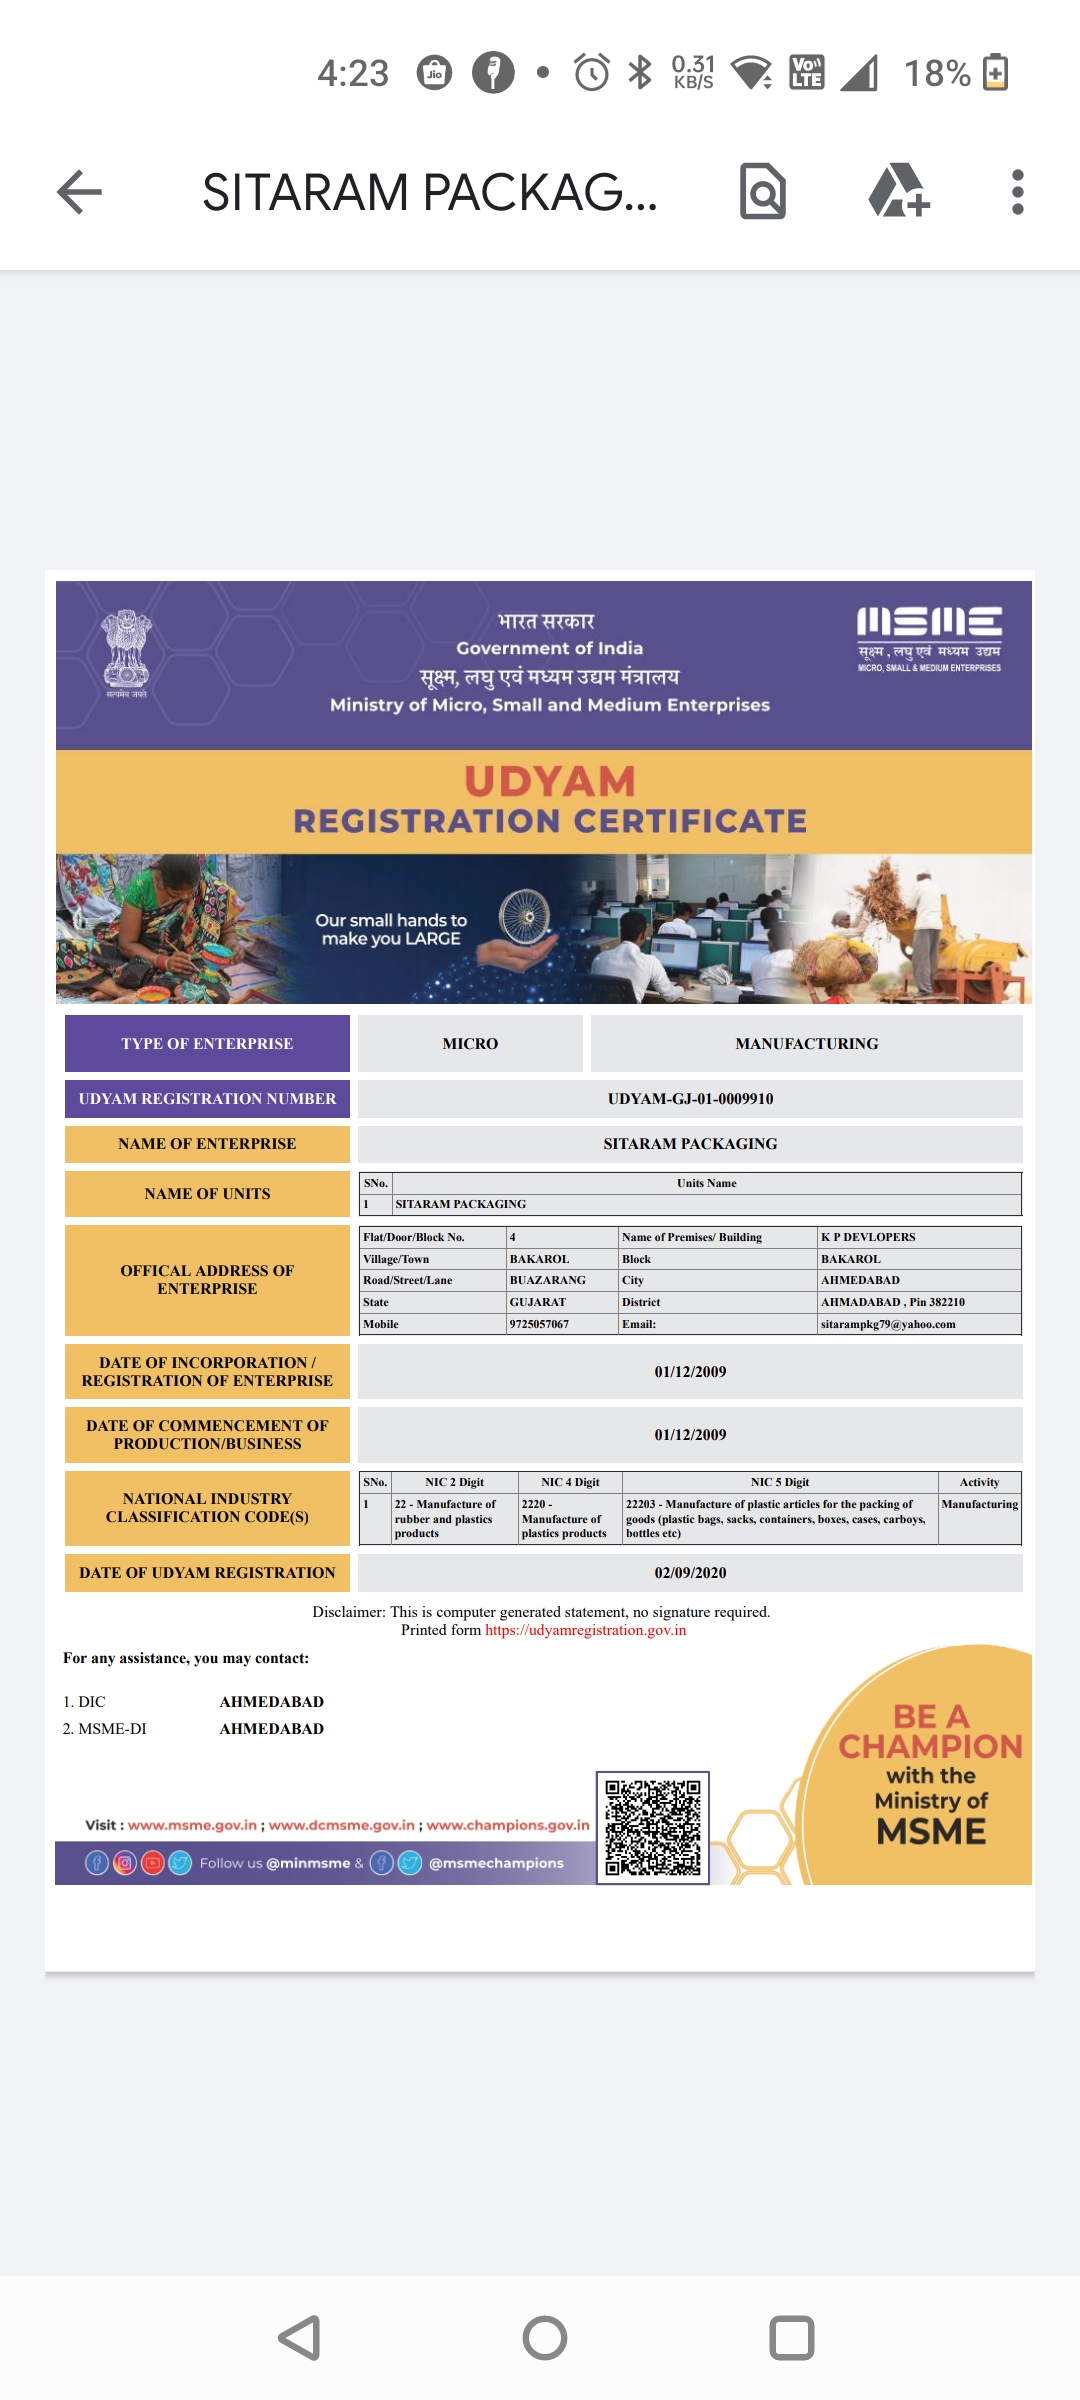 4:23 Jio 0.31 KB/S Vo)) LTE 18%
SITARAM PACKAG...
भारत सरकार
Government of India
सूक्ष्म, लघु एवं मध्यम उद्यम मंत्रालय
Ministry of Micro, Small and Medium Enterprises
सत्यमेव जयते
MSME
सूक्ष्म , लघु एवं मध्यम उद्यम
MICRO, SMALL & MEDIUM ENTERPRISES
UDYAM
REGISTRATION CERTIFICATE
Our small hands to
make you LARGE
TYPE OF ENTERPRISE MICRO MANUFACTURING
UDYAM REGISTRATION NUMBER UDYAM-GJ-01-0009910
NAME OF ENTERPRISE SITARAM PACKAGING
NAME OF UNITS
SNo. Units Name
1 SITARAM PACKAGING
OFFICAL ADDRESS OF
ENTERPRISE
Flat/Door/Block No. 4 Name of Premises/ Building K P DEVLOPERS
Village/Town BAKAROL Block BAKAROL
Road/Street/Lane BUAZARANG City AHMEDABAD
State GUJARAT District AHMADABAD , Pin 382210
Mobile 9725057067 Email: sitarampkg79@yahoo.com
DATE OF INCORPORATION /
REGISTRATION OF ENTERPRISE
01/12/2009
DATE OF COMMENCEMENT OF
PRODUCTION/BUSINESS
01/12/2009
NATIONAL INDUSTRY
CLASSIFICATION CODE(S)
SNo. NIC 2 Digit NIC 4 Digit NIC 5 Digit Activity
1 22 - Manufacture of 2220 - 22203 - Manufacture of plastic articles for the packing of Manufacturing
rubber and plastics Manufacture of goods (plastic bags, sacks, containers, boxes, cases, carboys,
products plastics products bottles etc)
DATE OF UDYAM REGISTRATION 02/09/2020
Disclaimer: This is computer generated statement, no signature required.
Printed form https://udyamregistration.gov.in
For any assistance, you may contact:
1. DIC AHMEDABAD
2. MSME-DI AHMEDABAD
BE A
CHAMPION
with the
Ministry of
MSME
Visit : www.msme.gov.in ; www.dcmsme.gov.in ; www.champions.gov.in
Follow us @minmsme & @msmechampions